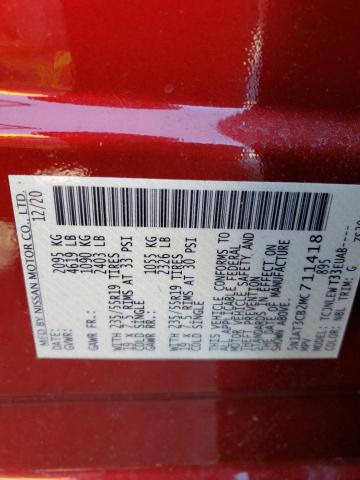 MFD BY NISSAN MOTOR CO., LTD.
12/20
GVWR: 2095 KG
4619 LB
GAWR FR: 1090 KG
2403 LB
WITH 235/55R19 TIRES
19 X 7.5 RIMS AT 33 PSI
COLD SINGLE
GAWR RR: 1055 KG
2326 LB
WITH 235/55R19 TIRES
19 X 7.5 RIMS AT 30 PSI
COLD SINGLE
THIS VEHICLE CONFORMS TO ALL
APPLICABLE FEDERAL
MOTOR VEHICLE SAFETY AND BUMPER
STANDARDS IN EFFECT ON THE
DATE OF MANUFACTURE SHOWN ABOVE.
5N1AT3CBXMC711418
MPV 895
MODEL: TCJNLEWT33EUAB----
COLOR: NBL TRIM: G